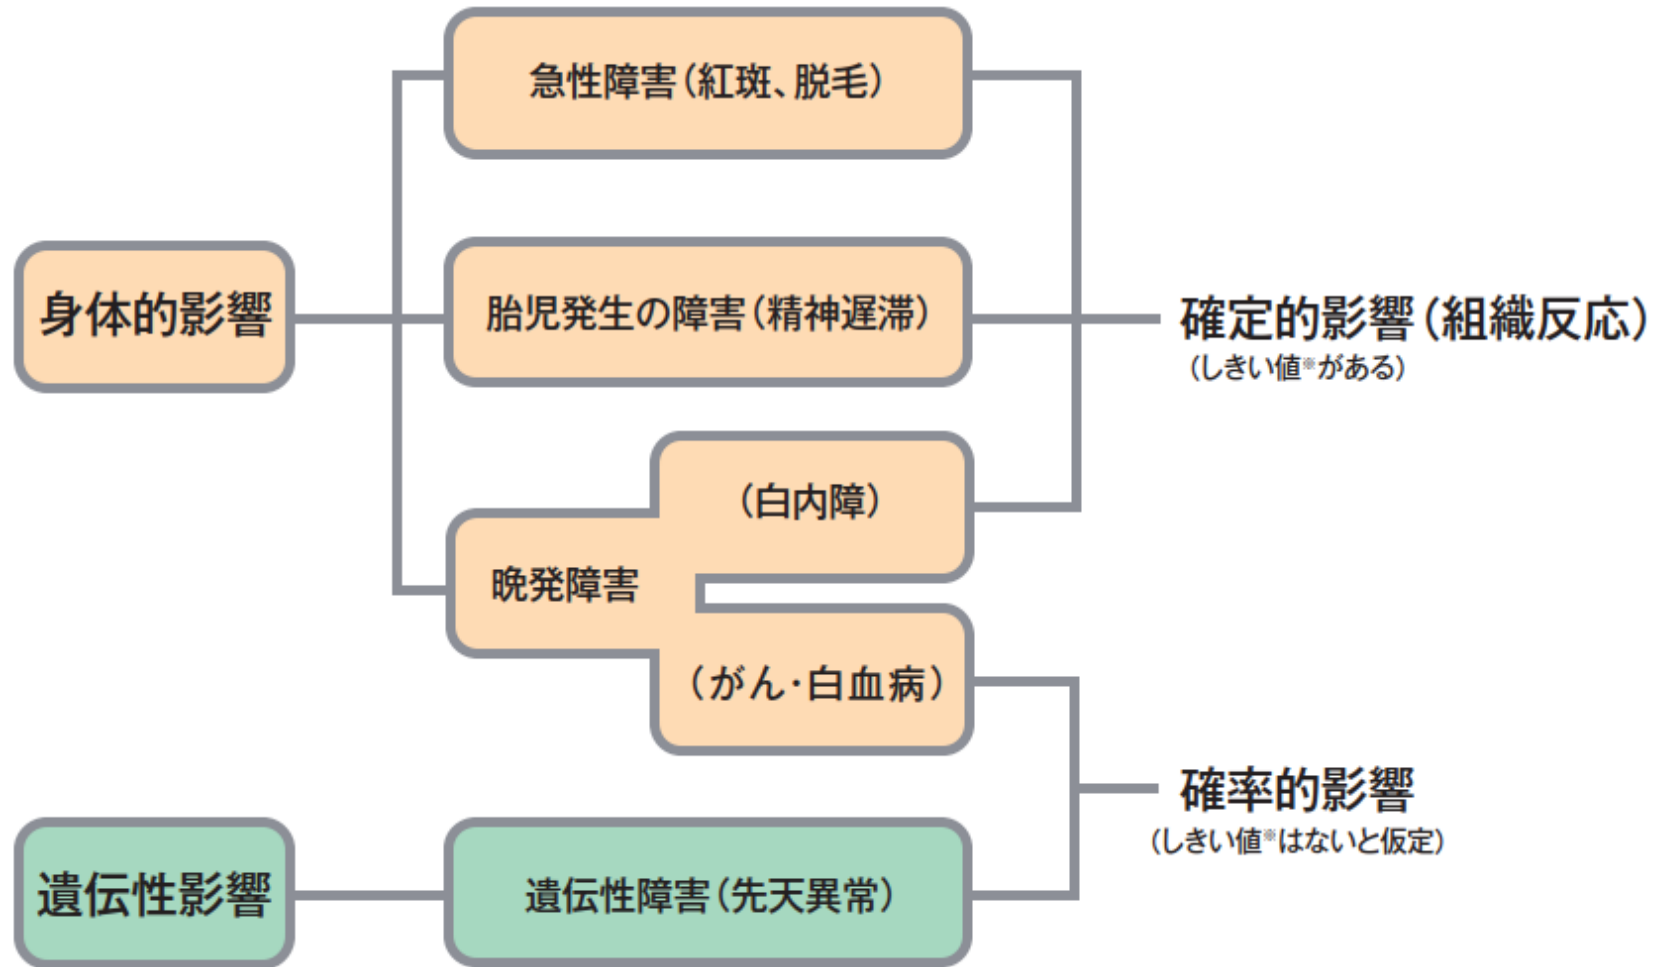 急性障害（紅斑、脱毛）
身体的影響
胎児発生の障害（精神遅滞）
確定的影響（組織反応）
（しきい値※がある）
（白内障）
晩発障害
（がん・白血病）
確率的影響
（しきい値※はないと仮定）
遺伝性影響
遺伝性障害（先天異常）